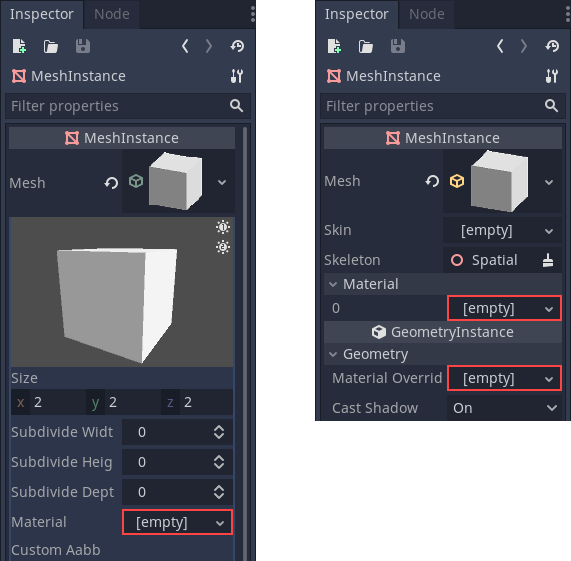 Inspector Node
MeshInstance
Filter properties
MeshInstance
Mesh
Size
x 2 y 2 z 2
Subdivide Widt 0
Subdivide Heig 0
Subdivide Dept 0
Material [empty]
Custom Aabb
Inspector Node
MeshInstance
Filter properties
MeshInstance
Mesh
Skin [empty]
Skeleton Spatial
Material
0 [empty]
GeometryInstance
Geometry
Material Overrid [empty]
Cast Shadow On